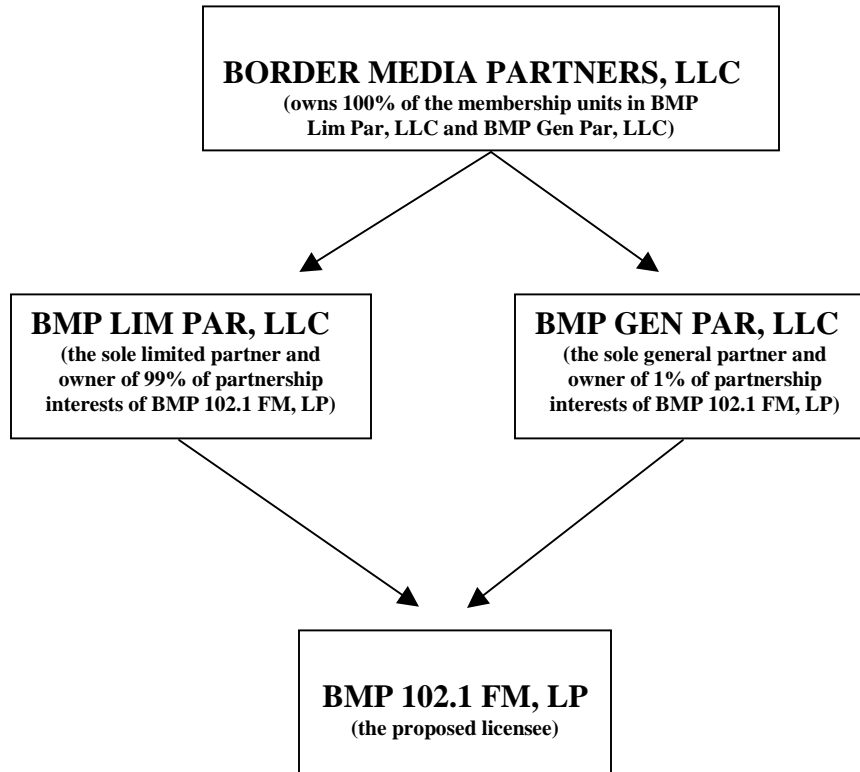 BORDER MEDIA PARTNERS, LLC
(owns 100% of the membership units in BMP
Lim Par, LLC and BMP Gen Par, LLC)
BMP LIM PAR, LLC
(the sole limited partner and
owner of 99% of partnership
interests of BMP 102.1 FM, LP)
BMP GEN PAR, LLC
(the sole general partner and
owner of 1% of partnership
interests of BMP 102.1 FM, LP)
BMP 102.1 FM, LP
(the proposed licensee)